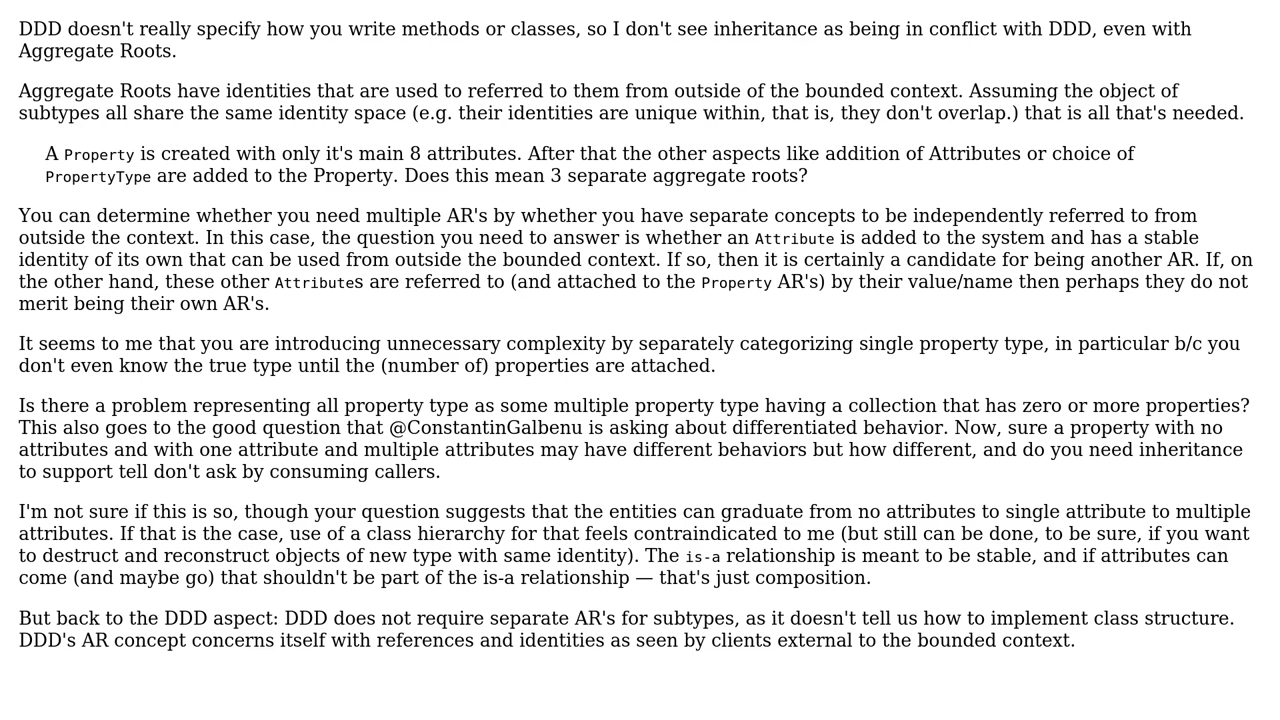 DDD doesn't really specify how you write methods or classes, so I don't see inheritance as being in conflict with DDD, even with
Aggregate Roots.
Aggregate Roots have identities that are used to referred to them from outside of the bounded context. Assuming the object of
subtypes all share the same identity space (e.g. their identities are unique within, that is, they don't overlap.) that is all that's needed.
A Property is created with only it's main 8 attributes. After that the other aspects like addition of Attributes or choice of
PropertyType are added to the Property. Does this mean 3 separate aggregate roots?
You can determine whether you need multiple AR's by whether you have separate concepts to be independently referred to from
outside the context. In this case, the question you need to answer is whether an Attribute is added to the system and has a stable
identity of its own that can be used from outside the bounded context. If so, then it is certainly a candidate for being another AR. If, on
the other hand, these other Attributes are referred to (and attached to the Property AR's) by their value/name then perhaps they do not
merit being their own AR's.
It seems to me that you are introducing unnecessary complexity by separately categorizing single property type, in particular b/c you
don't even know the true type until the (number of) properties are attached.
Is there a problem representing all property type as some multiple property type having a collection that has zero or more properties?
This also goes to the good question that @ConstantinGalbenu is asking about differentiated behavior. Now, sure a property with no
attributes and with one attribute and multiple attributes may have different behaviors but how different, and do you need inheritance
to support tell don't ask by consuming callers.
I'm not sure if this is so, though your question suggests that the entities can graduate from no attributes to single attribute to multiple
attributes. If that is the case, use of a class hierarchy for that feels contraindicated to me (but still can be done, to be sure, if you want
to destruct and reconstruct objects of new type with same identity). The is-a relationship is meant to be stable, and if attributes can
come (and maybe go) that shouldn't be part of the is-a relationship — that's just composition.
But back to the DDD aspect: DDD does not require separate AR's for subtypes, as it doesn't tell us how to implement class structure.
DDD's AR concept concerns itself with references and identities as seen by clients external to the bounded context.